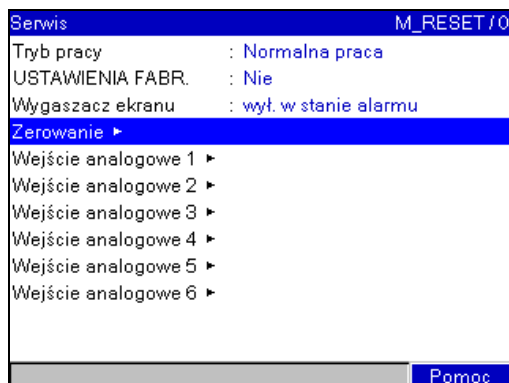 Serwis M_RESET / 0
Tryb pracy : Normalna praca
USTAWIENIA FABR. : Nie
Wygaszacz ekranu : wył. w stanie alarmu
Zerowanie ►
Wejście analogowe 1 ►
Wejście analogowe 2 ►
Wejście analogowe 3 ►
Wejście analogowe 4 ►
Wejście analogowe 5 ►
Wejście analogowe 6 ►
Pomoc